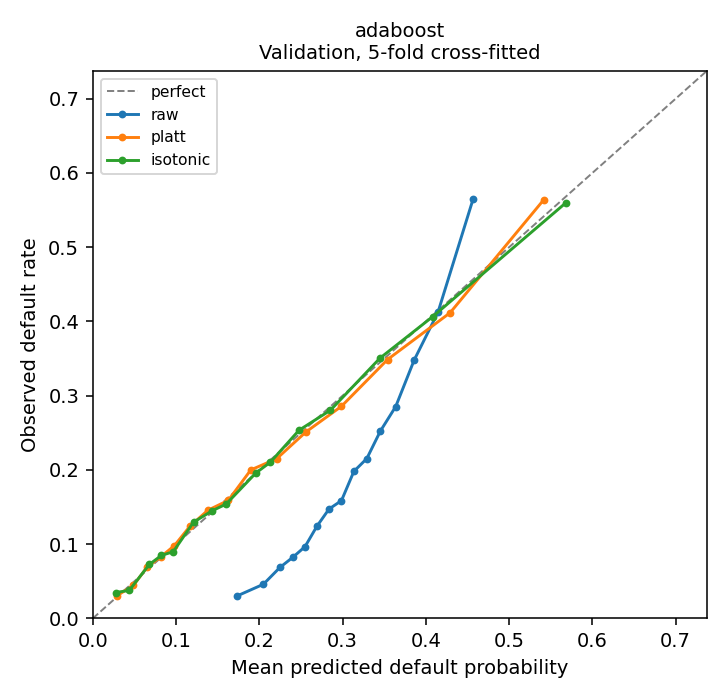 adaboost
Validation, 5-fold cross-fitted
perfect
raw
platt
isotonic
Observed default rate
0.7
0.6
0.5
0.4
0.3
0.2
0.1
0.0
0.0 0.1 0.2 0.3 0.4 0.5 0.6 0.7
Mean predicted default probability